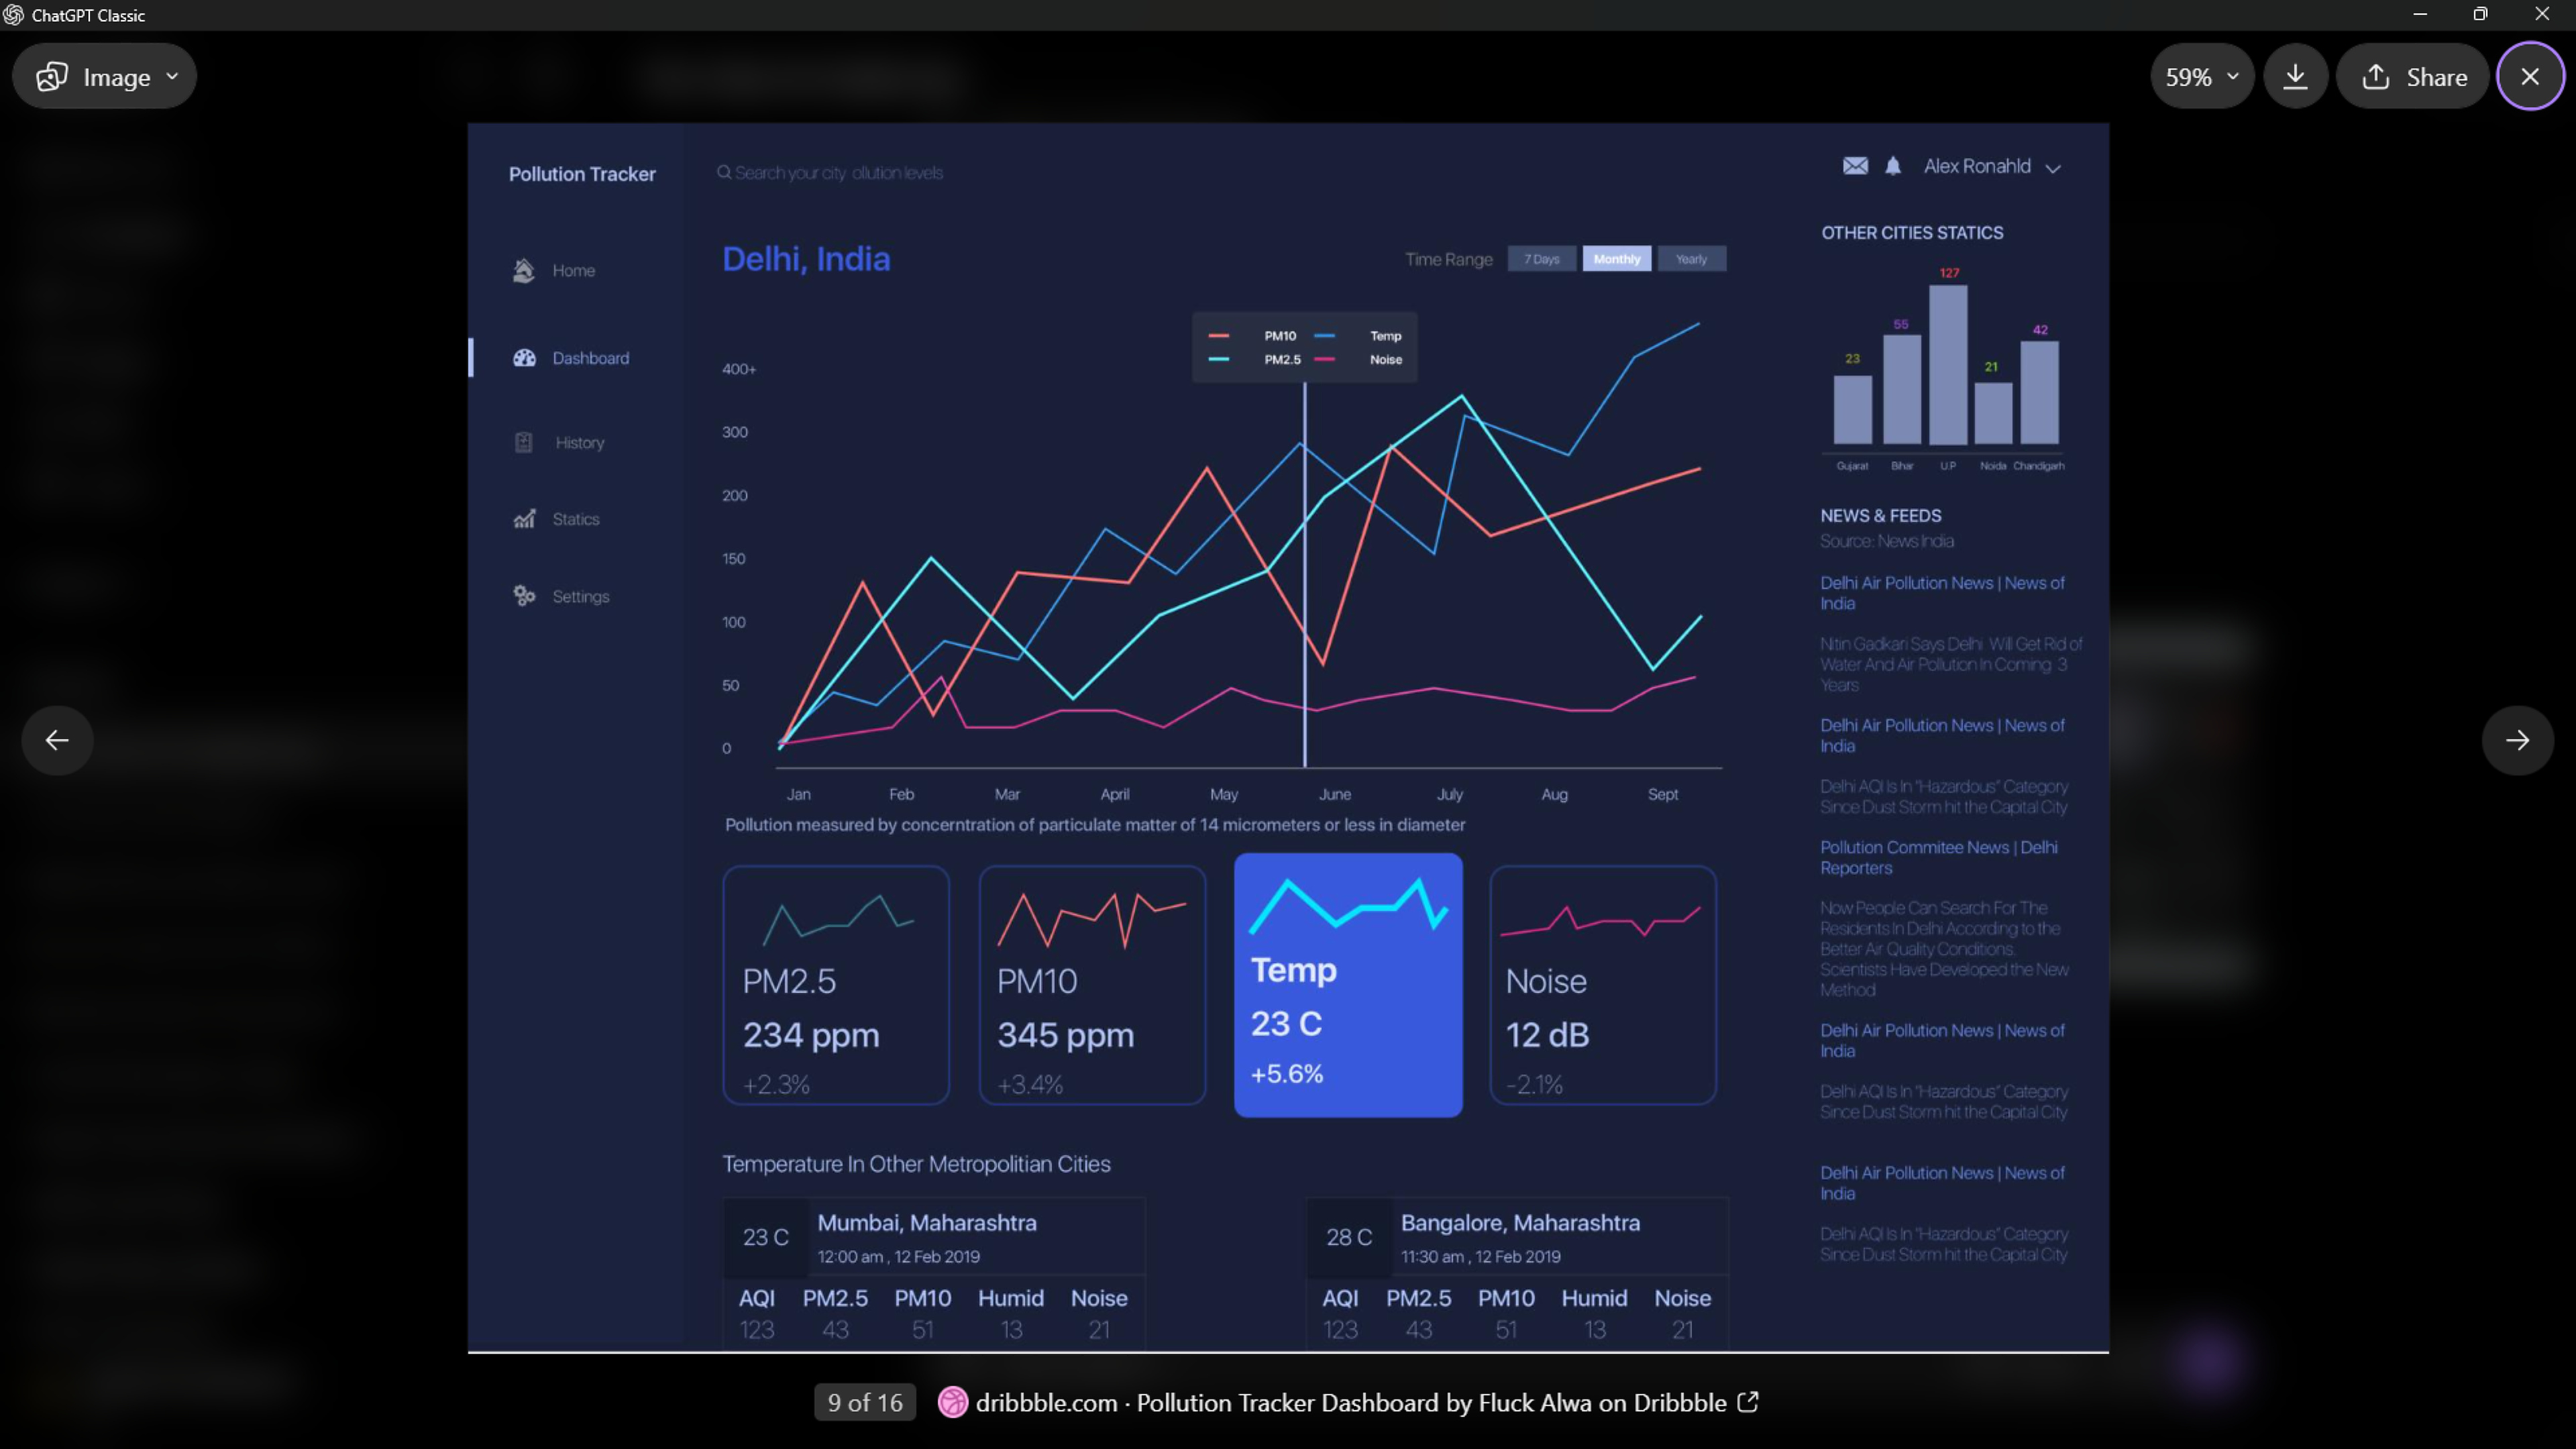 ChatGPT Classic
Image
59%
Share
Pollution Tracker
Search your city ollution levels
Alex Ronahld
Home
Dashboard
History
Statics
Settings
Delhi, India
Time Range
7 Days
Monthly
Yearly
PM10
Temp
PM2.5
Noise
400+
300
200
150
100
50
0
Jan
Feb
Mar
April
May
June
July
Aug
Sept
Pollution measured by concerntration of particulate matter of 14 micrometers or less in diameter
PM2.5
234 ppm
+2.3%
PM10
345 ppm
+3.4%
Temp
23 C
+5.6%
Noise
12 dB
-2.1%
Temperature In Other Metropolitian Cities
23 C
Mumbai, Maharashtra
12:00 am , 12 Feb 2019
AQI PM2.5 PM10 Humid Noise
123 43 51 13 21
28 C
Bangalore, Maharashtra
11:30 am , 12 Feb 2019
AQI PM2.5 PM10 Humid Noise
123 43 51 13 21
OTHER CITIES STATICS
127
55
42
23
21
Gujarat Bihar U.P Noida Chandigarh
NEWS & FEEDS
Source: News India
Delhi Air Pollution News | News of
India
Nitin Gadkari Says Delhi Will Get Rid of
Water And Air Pollution In Coming 3
Years
Delhi Air Pollution News | News of
India
Delhi AQI Is In "Hazardous" Category
Since Dust Storm hit the Capital City
Pollution Commitee News | Delhi
Reporters
Now People Can Search For The
Residents In Delhi According to the
Better Air Quality Conditions.
Scientists Have Developed the New
Method
Delhi Air Pollution News | News of
India
Delhi AQI Is In "Hazardous" Category
Since Dust Storm hit the Capital City
Delhi Air Pollution News | News of
India
Delhi AQI Is In "Hazardous" Category
Since Dust Storm hit the Capital City
9 of 16
dribbble.com · Pollution Tracker Dashboard by Fluck Alwa on Dribbble